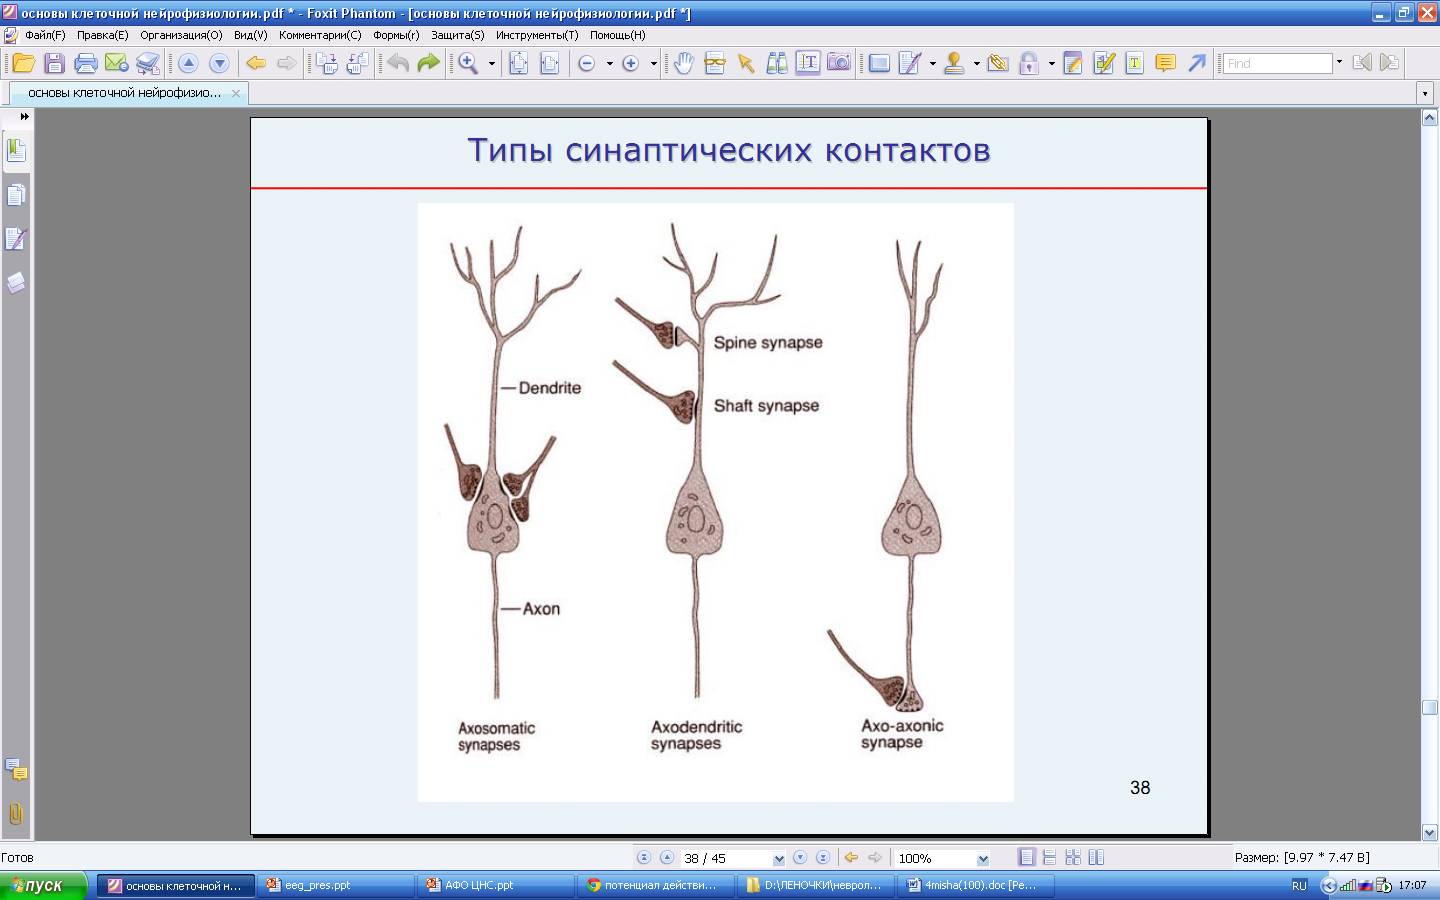 основы клеточной нейрофизиологии.pdf * - Foxit Phantom - [основы клеточной нейрофизиологии.pdf *]
Файл(F) Правка(E) Организация(O) Вид(V) Комментарии(C) Формы(r) Защита(S) Инструменты(T) Помощь(H)
Find
основы клеточной нейрофизио...
Типы синаптических контактов
Spine synapse
Dendrite
Shaft synapse
Axon
Axosomatic synapses
Axodendritic synapses
Axo-axonic synapse
38
Готов
38 / 45
100%
Размер: [9.97 * 7.47 В]
пуск
основы клеточной н...
eeg_pres.ppt
АФО ЦНС.ppt
потенциал действи...
D:\ЛЕНОЧКИ\неврол...
4misha(100).doc [Ре...
RU
17:07